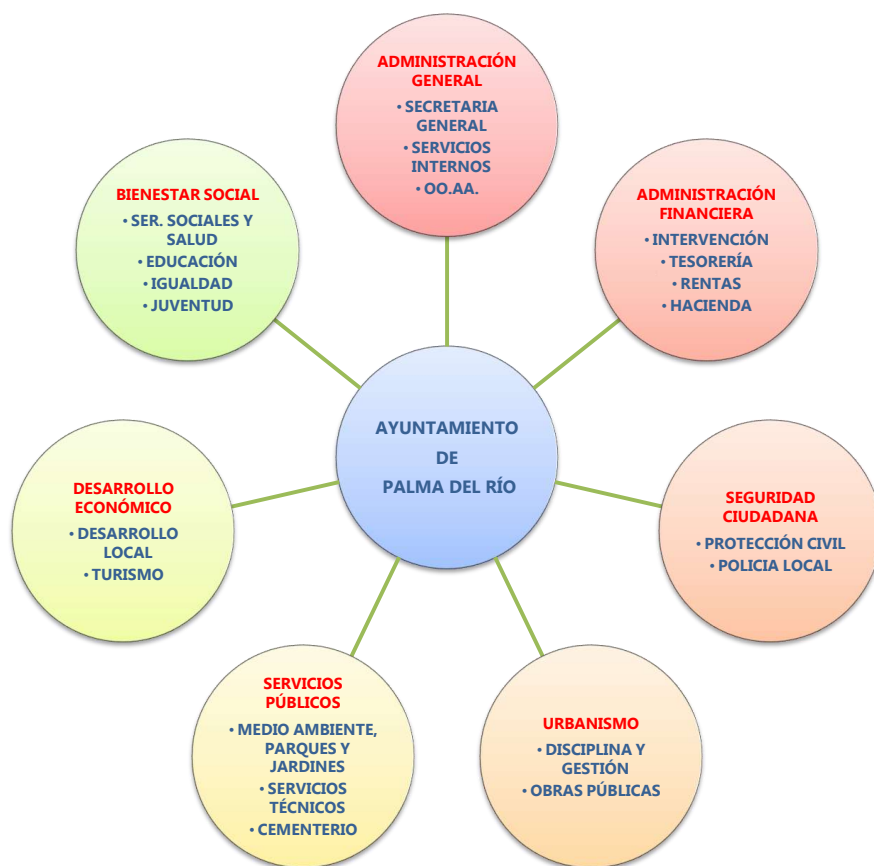 ADMINISTRACIÓN
GENERAL
• SECRETARIA
GENERAL
• SERVICIOS
INTERNOS
• OO.AA.
BIENESTAR SOCIAL
• SER. SOCIALES Y
SALUD
• EDUCACIÓN
• IGUALDAD
• JUVENTUD
ADMINISTRACIÓN
FINANCIERA
• INTERVENCIÓN
• TESORERÍA
• RENTAS
• HACIENDA
AYUNTAMIENTO
DE
PALMA DEL RÍO
DESARROLLO
ECONÓMICO
• DESARROLLO
LOCAL
• TURISMO
SEGURIDAD
CIUDADANA
• PROTECCIÓN CIVIL
• POLICIA LOCAL
SERVICIOS
PÚBLICOS
• MEDIO AMBIENTE,
PARQUES Y
JARDINES
• SERVICIOS
TÉCNICOS
• CEMENTERIO
URBANISMO
• DISCIPLINA Y
GESTIÓN
• OBRAS PÚBLICAS